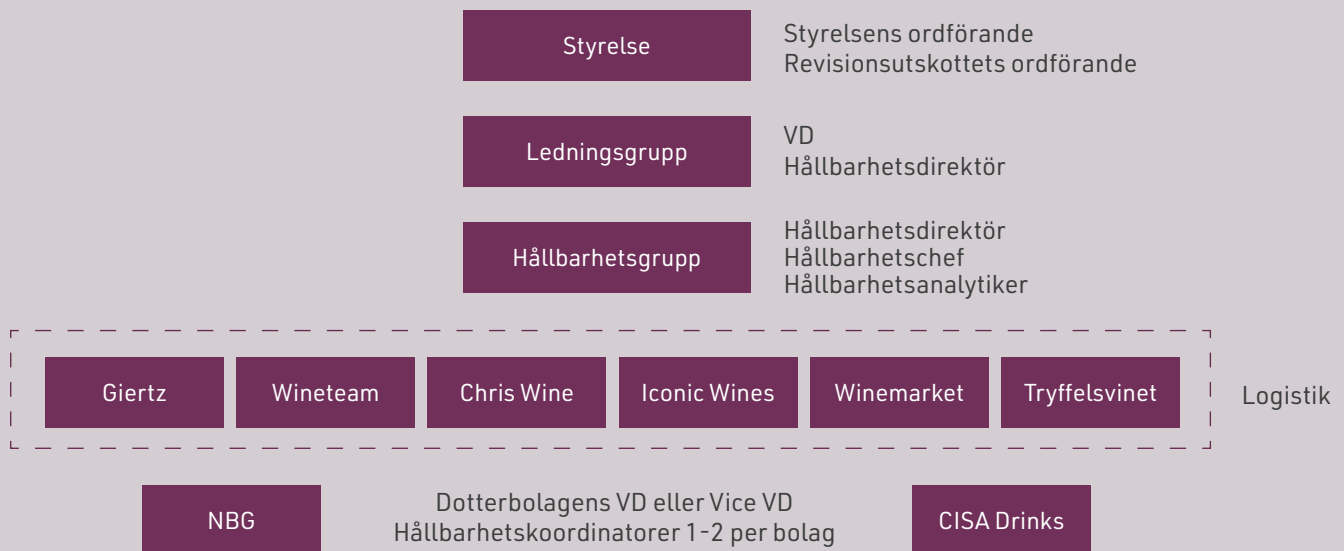 Styrelse
Styrelsens ordförande
Revisionsutskottets ordförande
Ledningsgrupp
VD
Hållbarhetsdirektör
Hållbarhetsgrupp
Hållbarhetsdirektör
Hållbarhetschef
Hållbarhetsanalytiker
Giertz
Wineteam
Chris Wine
Iconic Wines
Winemarket
Tryffelsvinet
Logistik
NBG
Dotterbolagens VD eller Vice VD
Hållbarhetskoordinatorer 1-2 per bolag
CISA Drinks